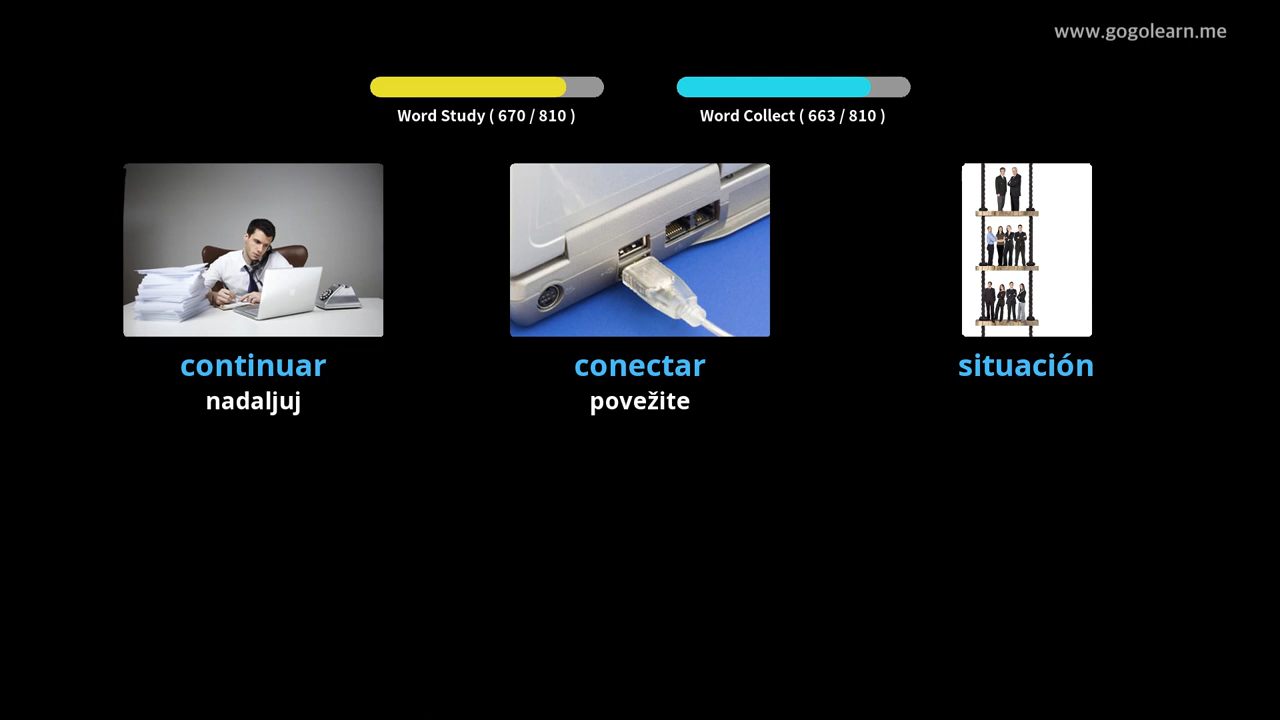 www.gogolearn.me
Word Study ( 670 / 810 )
Word Collect ( 663 / 810 )
continuar
nadaljuj
conectar
povežite
situación